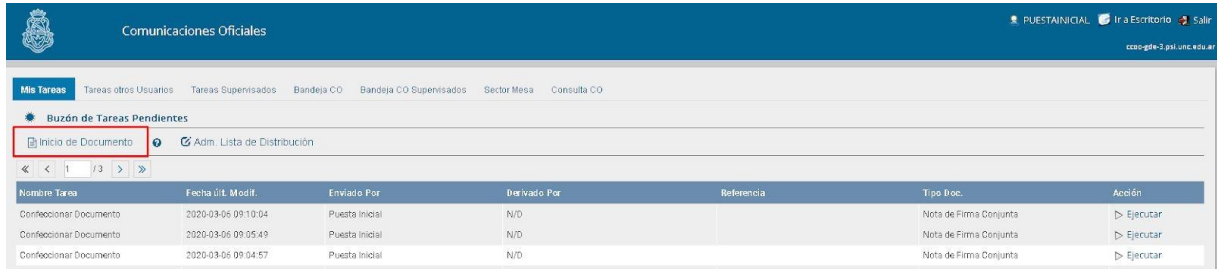 Comunicaciones Oficiales
PUESTAINICIAL Ir a Escritorio Salir
ccoo-gde-3.psi.unc.edu.ar
Mis Tareas Tareas otros Usuarios Tareas Supervisados Bandeja CO Bandeja CO Supervisados Sector Mesa Consulta CO
Buzón de Tareas Pendientes
Inicio de Documento Adm. Lista de Distribución
1 / 3
Nombre Tarea Fecha últ. Modif. Enviado Por Derivado Por Referencia Tipo Doc. Acción
Confeccionar Documento 2020-03-06 09:10:04 Puesta Inicial N/D Nota de Firma Conjunta Ejecutar
Confeccionar Documento 2020-03-06 09:05:49 Puesta Inicial N/D Nota de Firma Conjunta Ejecutar
Confeccionar Documento 2020-03-06 09:04:57 Puesta Inicial N/D Nota de Firma Conjunta Ejecutar